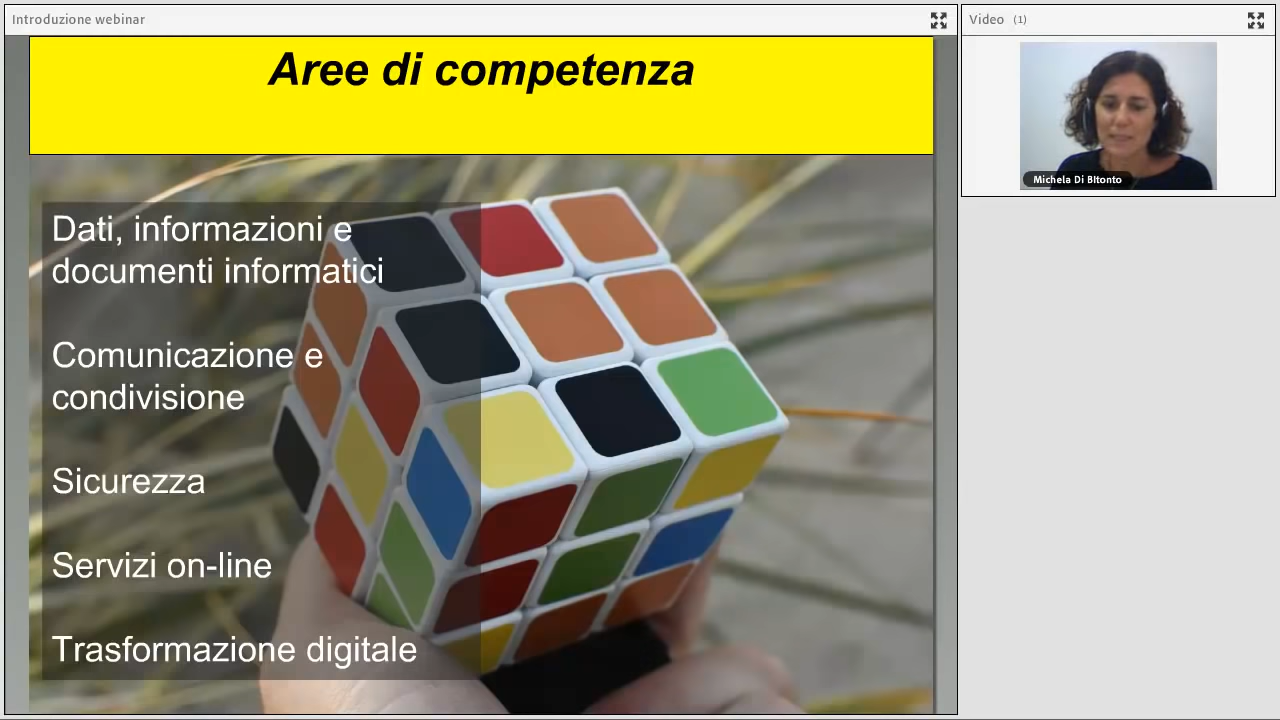 Introduzione webinar
Video (1)
Aree di competenza
Michela Di BItonto
Dati, informazioni e
documenti informatici
Comunicazione e
condivisione
Sicurezza
Servizi on-line
Trasformazione digitale